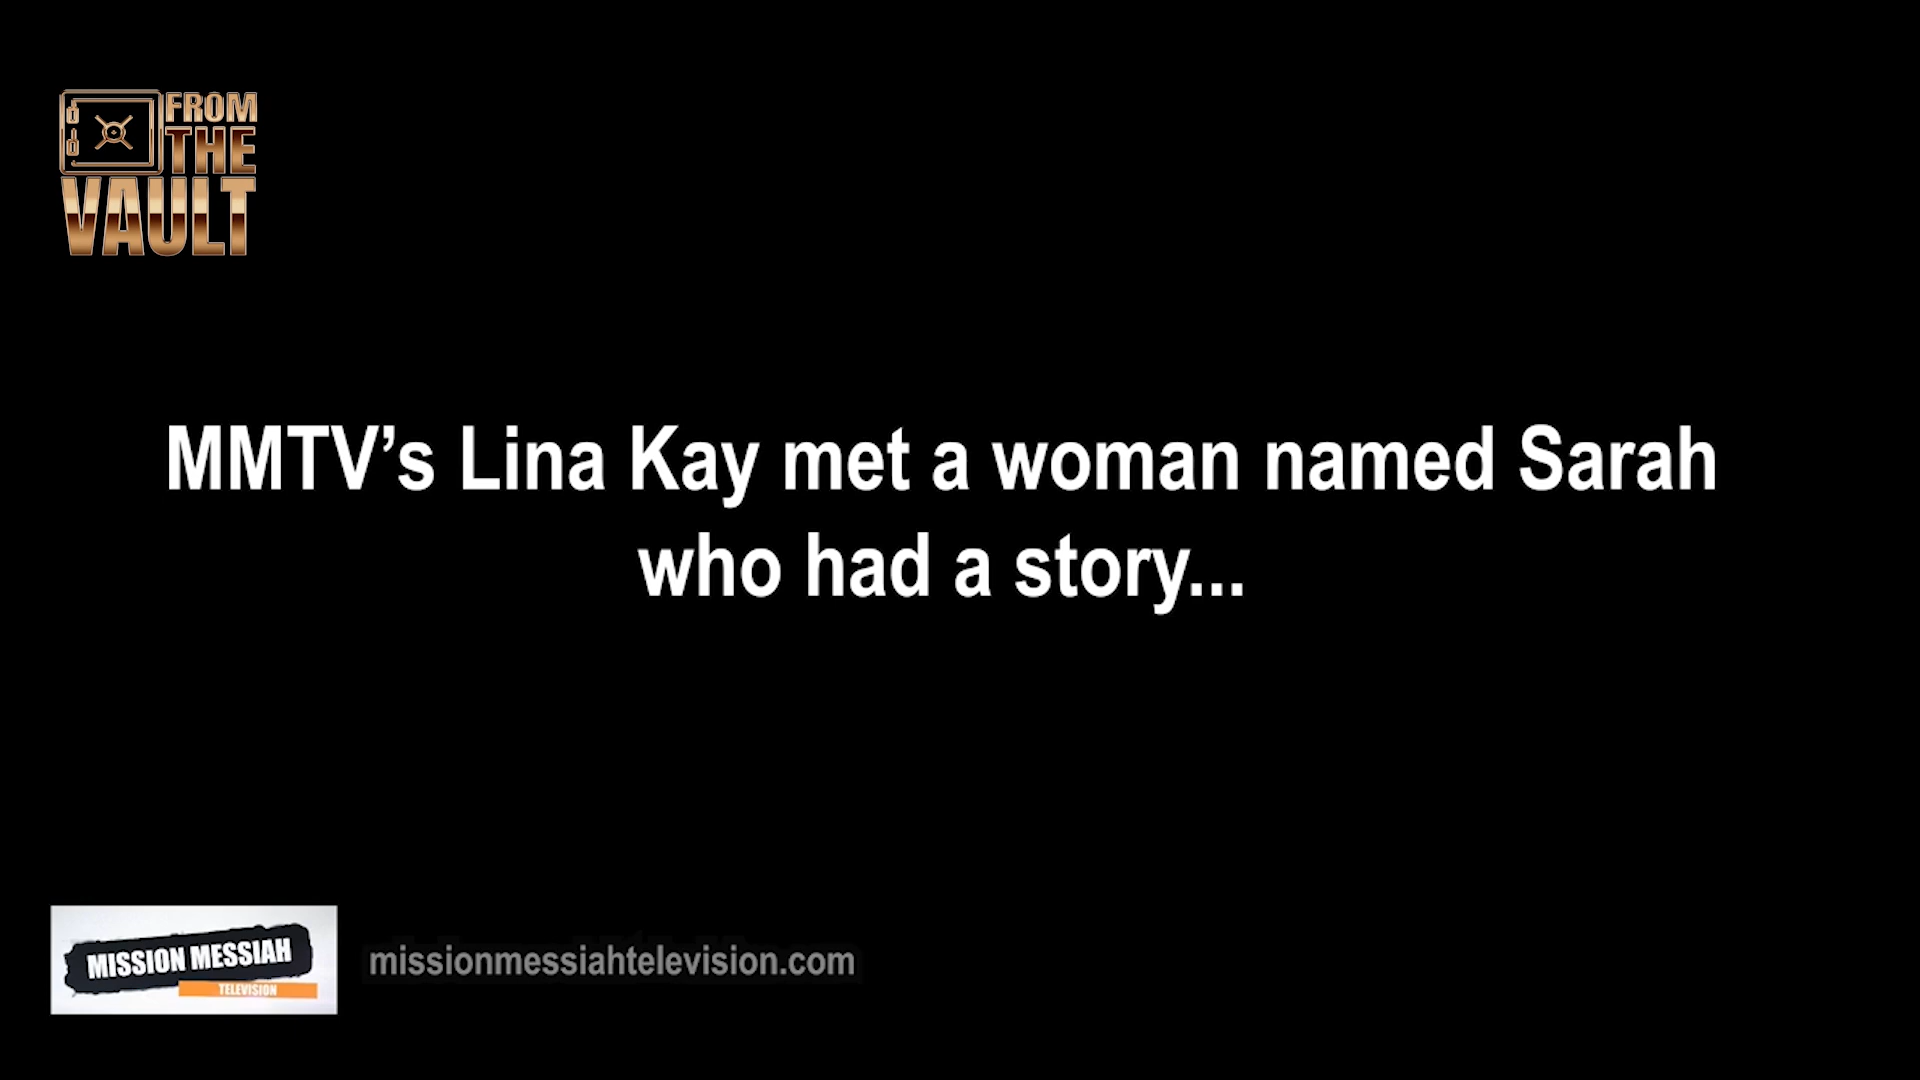 FROM
THE
VAULT
MMTV’s Lina Kay met a woman named Sarah
who had a story...
MISSION MESSIAH
TELEVISION
missionmessiahtelevision.com